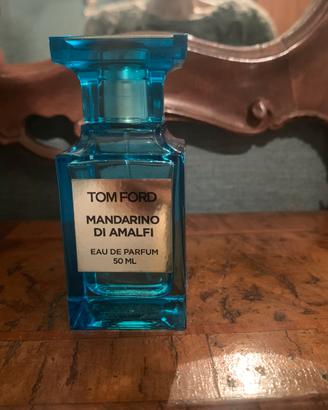 TOM FORD
MANDARINO
DI AMALFI
EAU DE PARFUM
50 ML